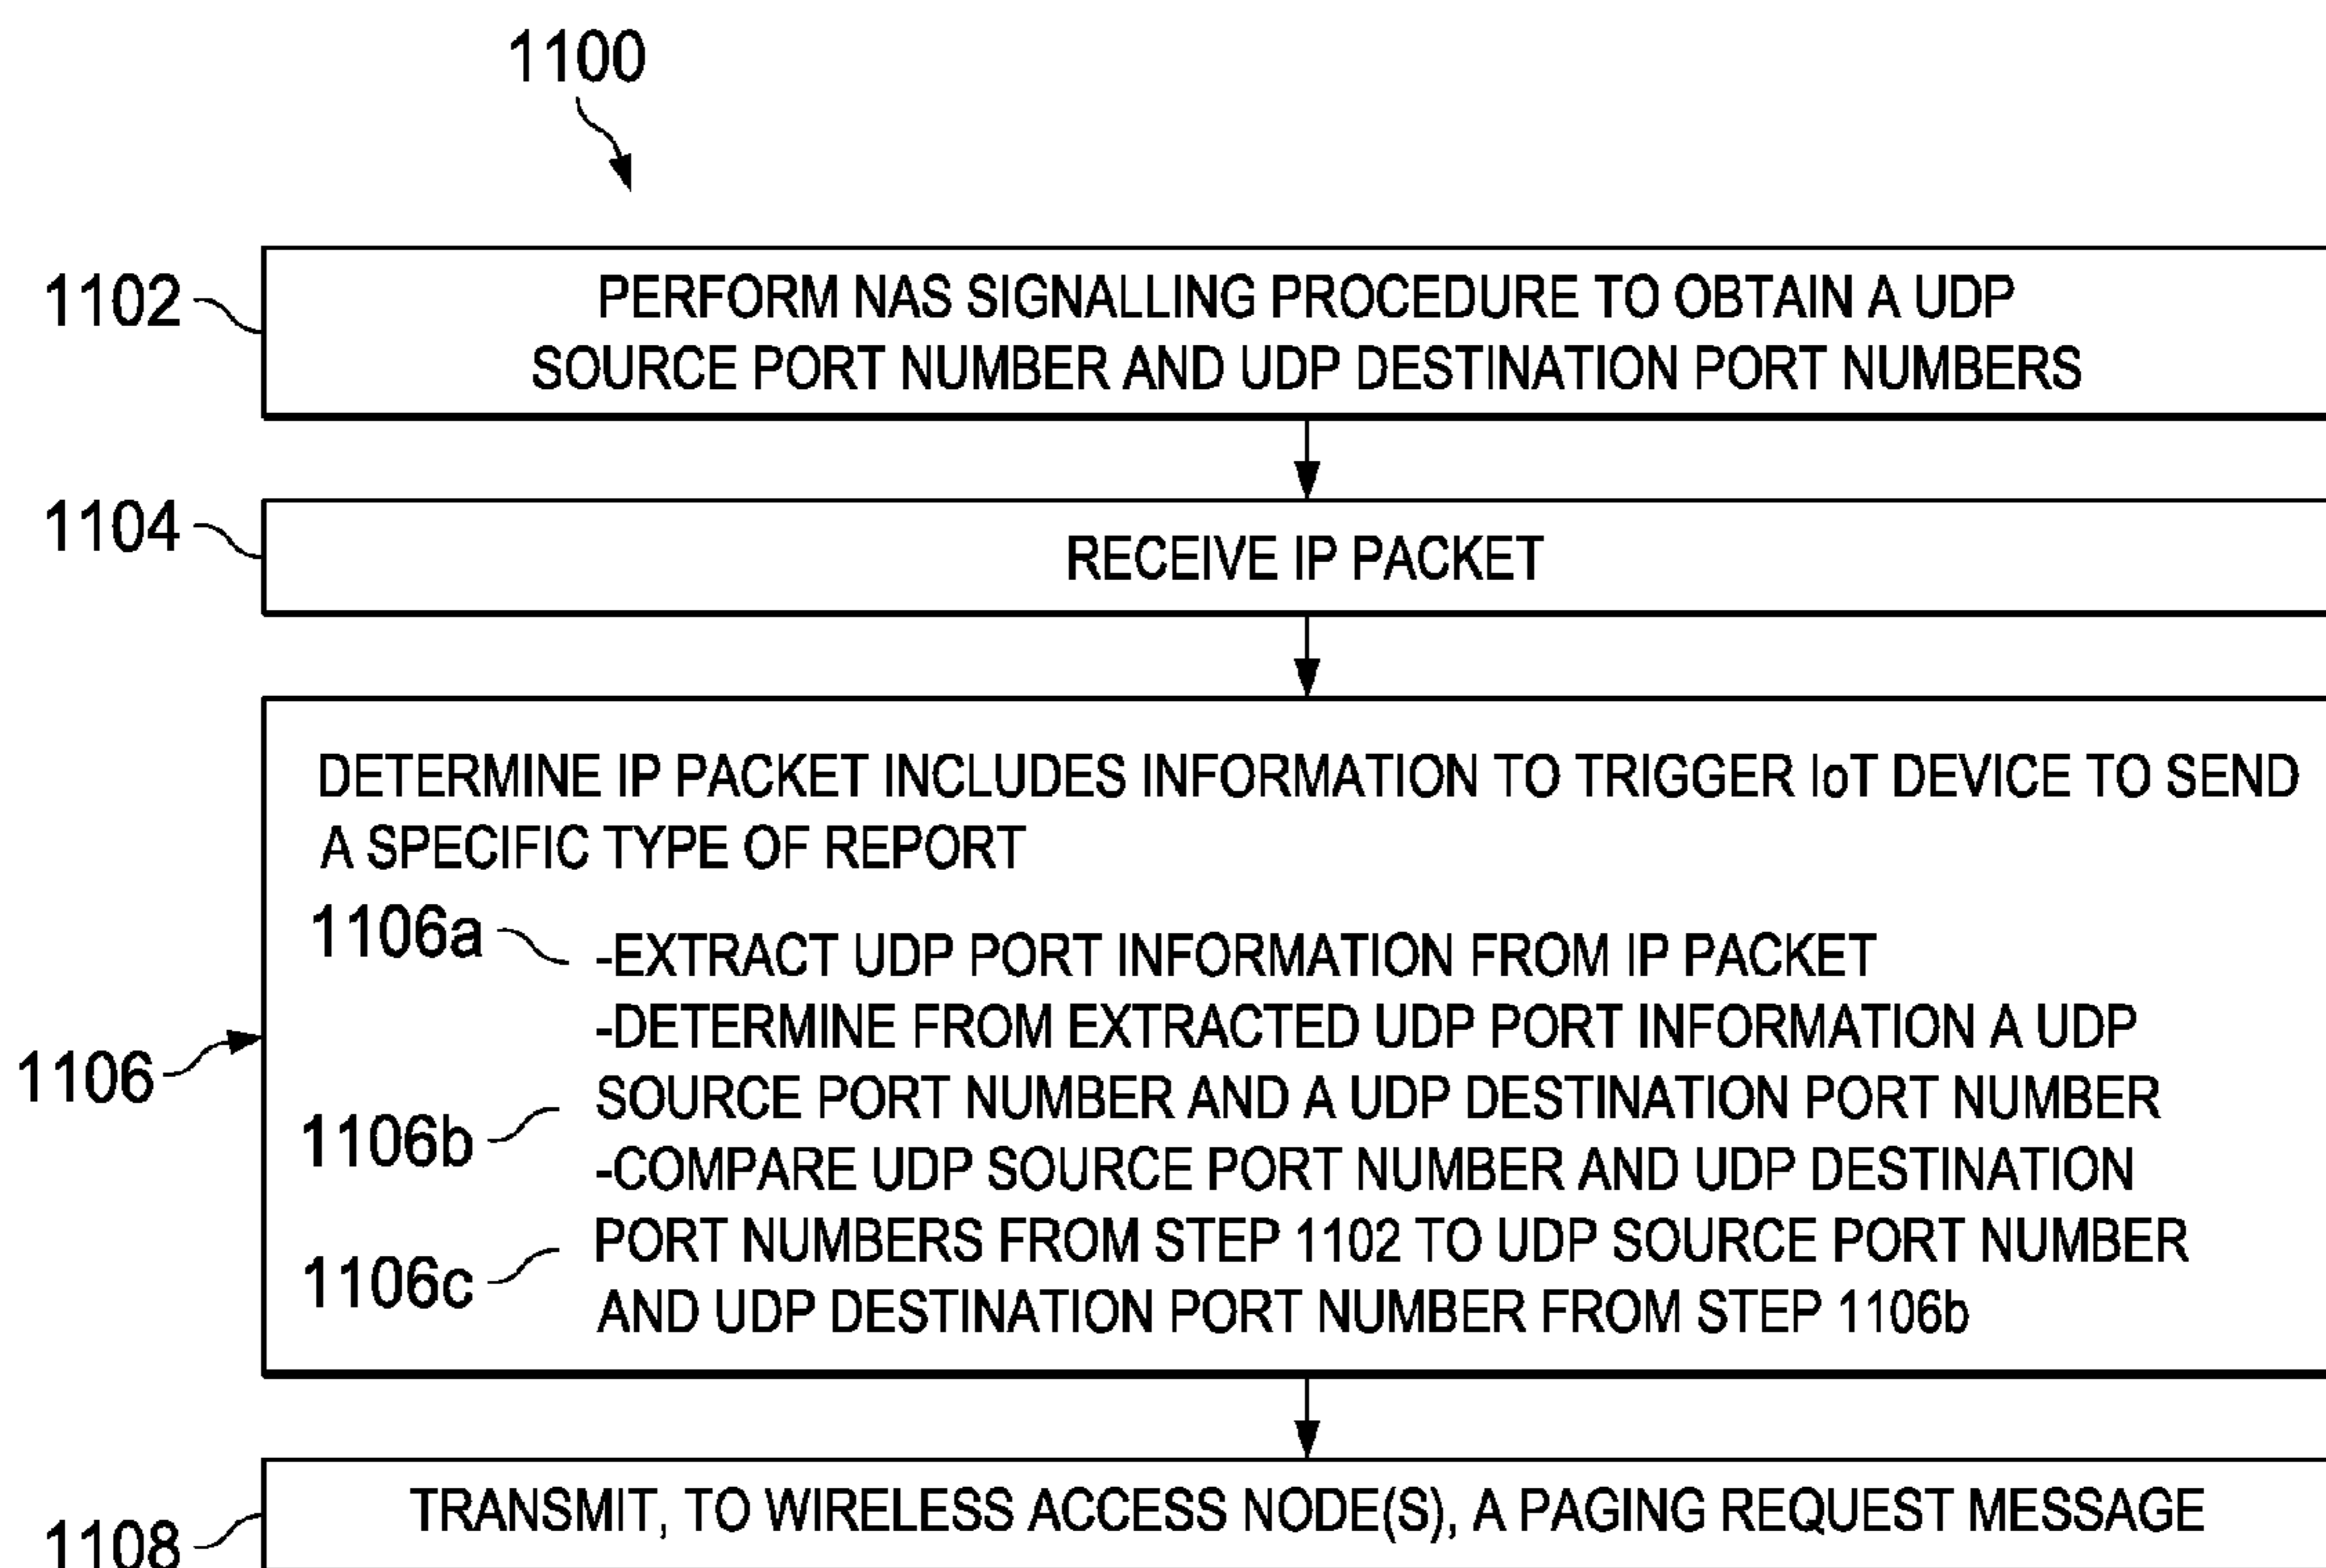 1100
1102
PERFORM NAS SIGNALLING PROCEDURE TO OBTAIN A UDP
SOURCE PORT NUMBER AND UDP DESTINATION PORT NUMBERS
1104
RECEIVE IP PACKET
1106
DETERMINE IP PACKET INCLUDES INFORMATION TO TRIGGER IoT DEVICE TO SEND
A SPECIFIC TYPE OF REPORT
1106a
-EXTRACT UDP PORT INFORMATION FROM IP PACKET
-DETERMINE FROM EXTRACTED UDP PORT INFORMATION A UDP
1106b
SOURCE PORT NUMBER AND A UDP DESTINATION PORT NUMBER
-COMPARE UDP SOURCE PORT NUMBER AND UDP DESTINATION
1106c
PORT NUMBERS FROM STEP 1102 TO UDP SOURCE PORT NUMBER
AND UDP DESTINATION PORT NUMBER FROM STEP 1106b
1108
TRANSMIT, TO WIRELESS ACCESS NODE(S), A PAGING REQUEST MESSAGE